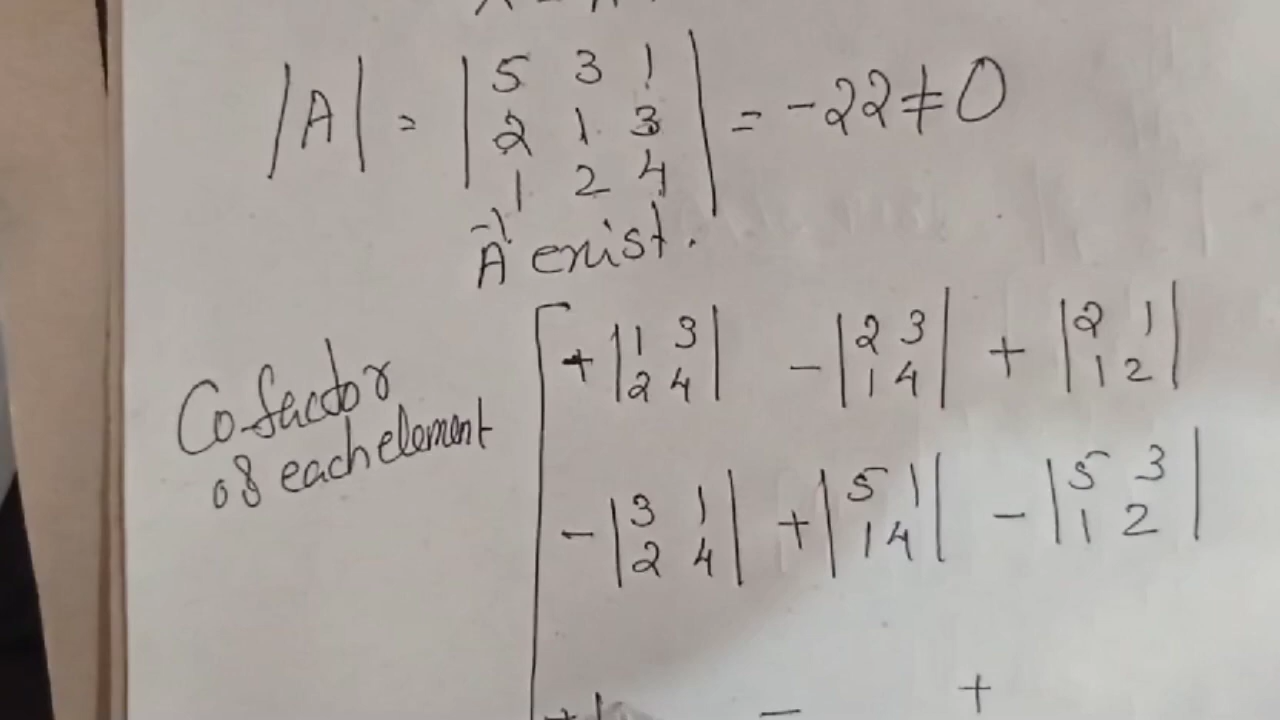 |A| = |5 3 1| = -22 ≠ 0
|2 1 3|
|1 2 4|
A⁻¹ exist.
Cofactor of each element
[+|1 3| -|2 3| +|2 1|
|2 4| |1 4| |1 2|
-|3 1| +|5 1| -|5 3|
|2 4| |1 4| |1 2|
+| - +